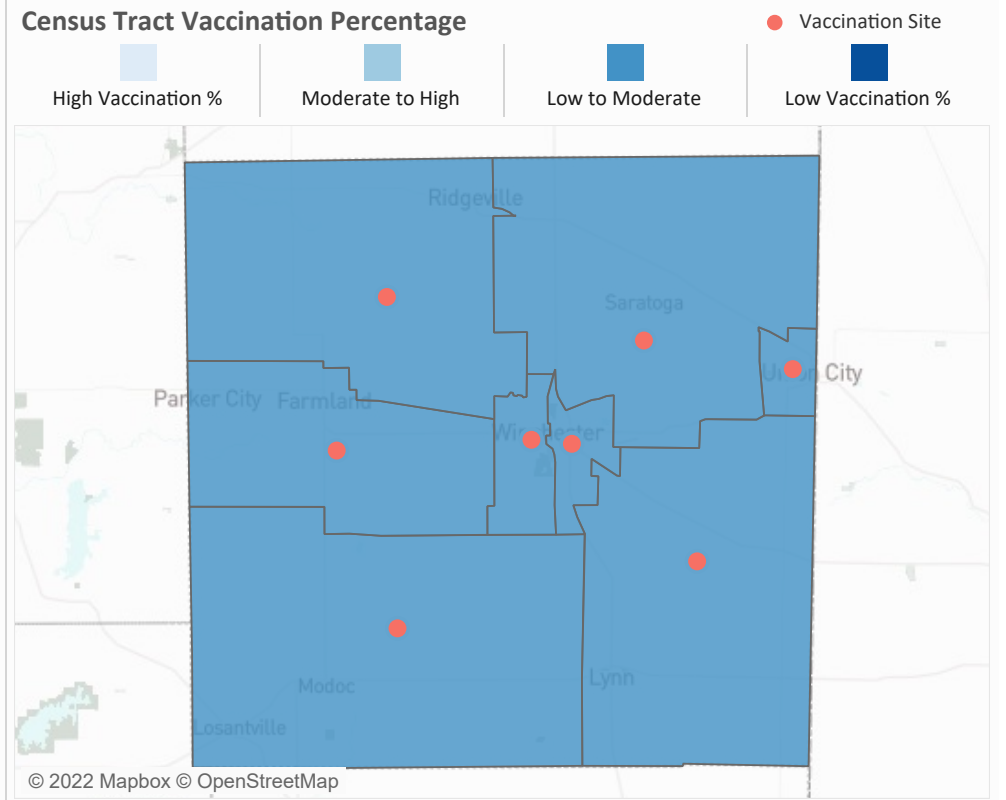 Census Tract Vaccination Percentage
Vaccination Site
High Vaccination %
Moderate to High
Low to Moderate
Low Vaccination %
Ridgeville
Saratoga
Union City
Parker City
Farmland
Winchester
Lynn
Modoc
Losantville
© 2022 Mapbox © OpenStreetMap